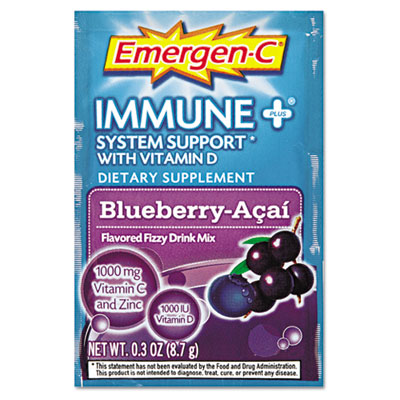 Emergen-C®
IMMUNE +®
PLUS
SYSTEM SUPPORT*
WITH VITAMIN D
DIETARY SUPPLEMENT
Blueberry-Açaí
Flavored Fizzy Drink Mix
1000 mg
Vitamin C
and Zinc
1000 IU
Vitamin D
NET WT. 0.3 OZ (8.7 g)
* This statement has not been evaluated by the Food and Drug Administration.
This product is not intended to diagnose, treat, cure, or prevent any disease.